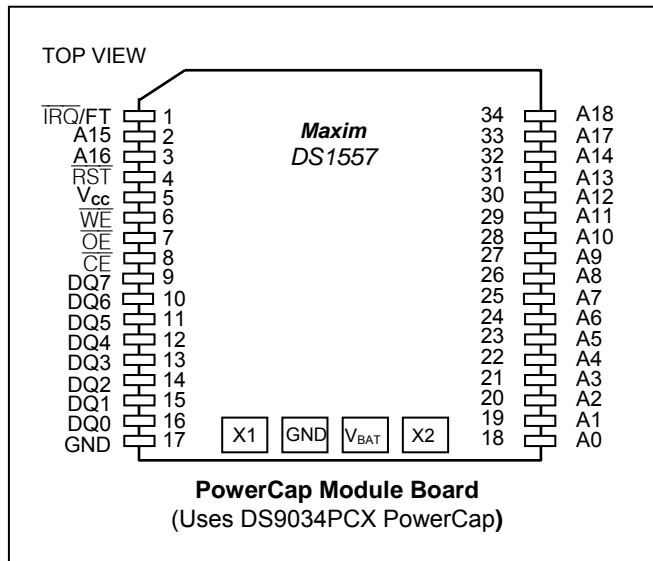 TOP VIEW
Maxim
DS1557
IRQ/FT 1 34 A18
A15 2 33 A17
A16 3 32 A14
RST 4 31 A13
VCC 5 30 A12
WE 6 29 A11
OE 7 28 A10
CE 8 27 A9
DQ7 9 26 A8
DQ6 10 25 A7
DQ5 11 24 A6
DQ4 12 23 A5
DQ3 13 22 A4
DQ2 14 21 A3
DQ1 15 20 A2
DQ0 16 19 A1
GND 17 18 A0
X1 GND VBAT X2
PowerCap Module Board
(Uses DS9034PCX PowerCap)